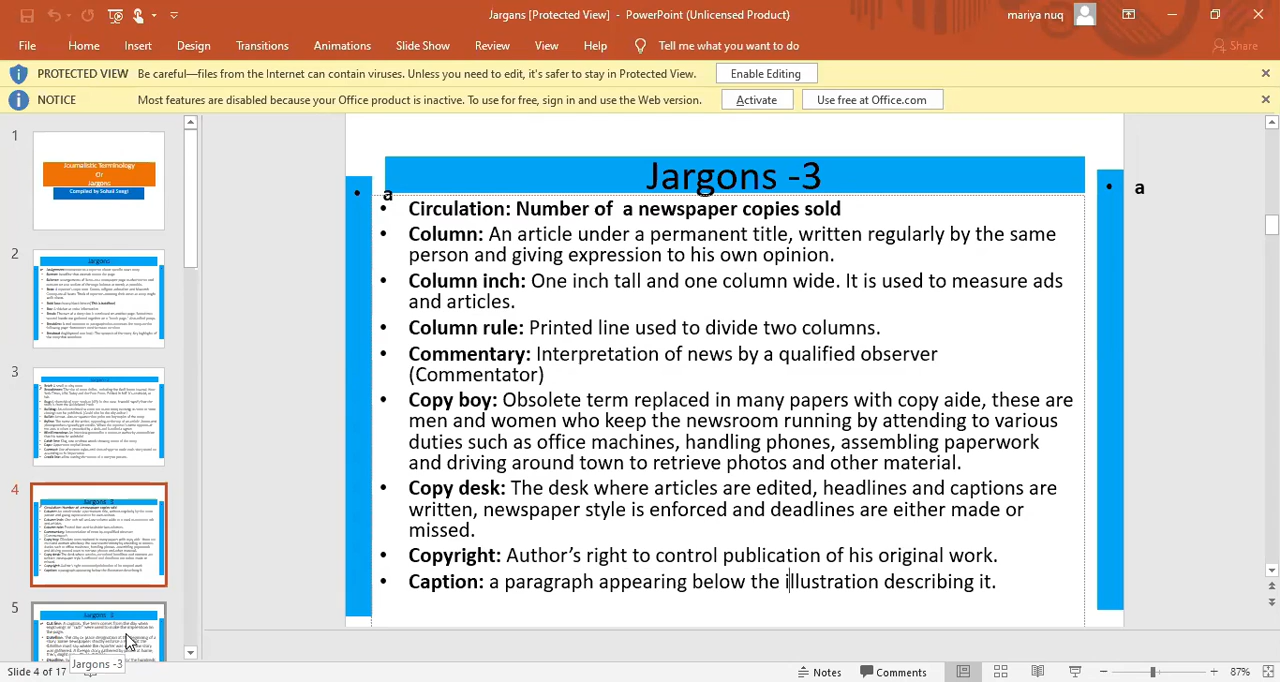 Jargans [Protected View] - PowerPoint (Unlicensed Product)
mariya nuq
File Home Insert Design Transitions Animations Slide Show Review View Help Tell me what you want to do Share
PROTECTED VIEW Be careful—files from the Internet can contain viruses. Unless you need to edit, it's safer to stay in Protected View. Enable Editing
NOTICE Most features are disabled because your Office product is inactive. To use for free, sign in and use the Web version. Activate Use free at Office.com
1
Journalistic Terminology
Or
Jargons
2
Jargons
3
4
Jargons -3
5
Jargons -3
Jargons -3
• a
• a
• Circulation: Number of a newspaper copies sold
• Column: An article under a permanent title, written regularly by the same
person and giving expression to his own opinion.
• Column inch: One inch tall and one column wide. It is used to measure ads
and articles.
• Column rule: Printed line used to divide two columns.
• Commentary: Interpretation of news by a qualified observer
(Commentator)
• Copy boy: Obsolete term replaced in many papers with copy aide, these are
men and women who keep the newsroom running by attending to various
duties such as office machines, handling phones, assembling paperwork
and driving around town to retrieve photos and other material.
• Copy desk: The desk where articles are edited, headlines and captions are
written, newspaper style is enforced and deadlines are either made or
missed.
• Copyright: Author's right to control publication of his original work.
• Caption: a paragraph appearing below the illustration describing it.
Slide 4 of 17
Notes Comments 87%